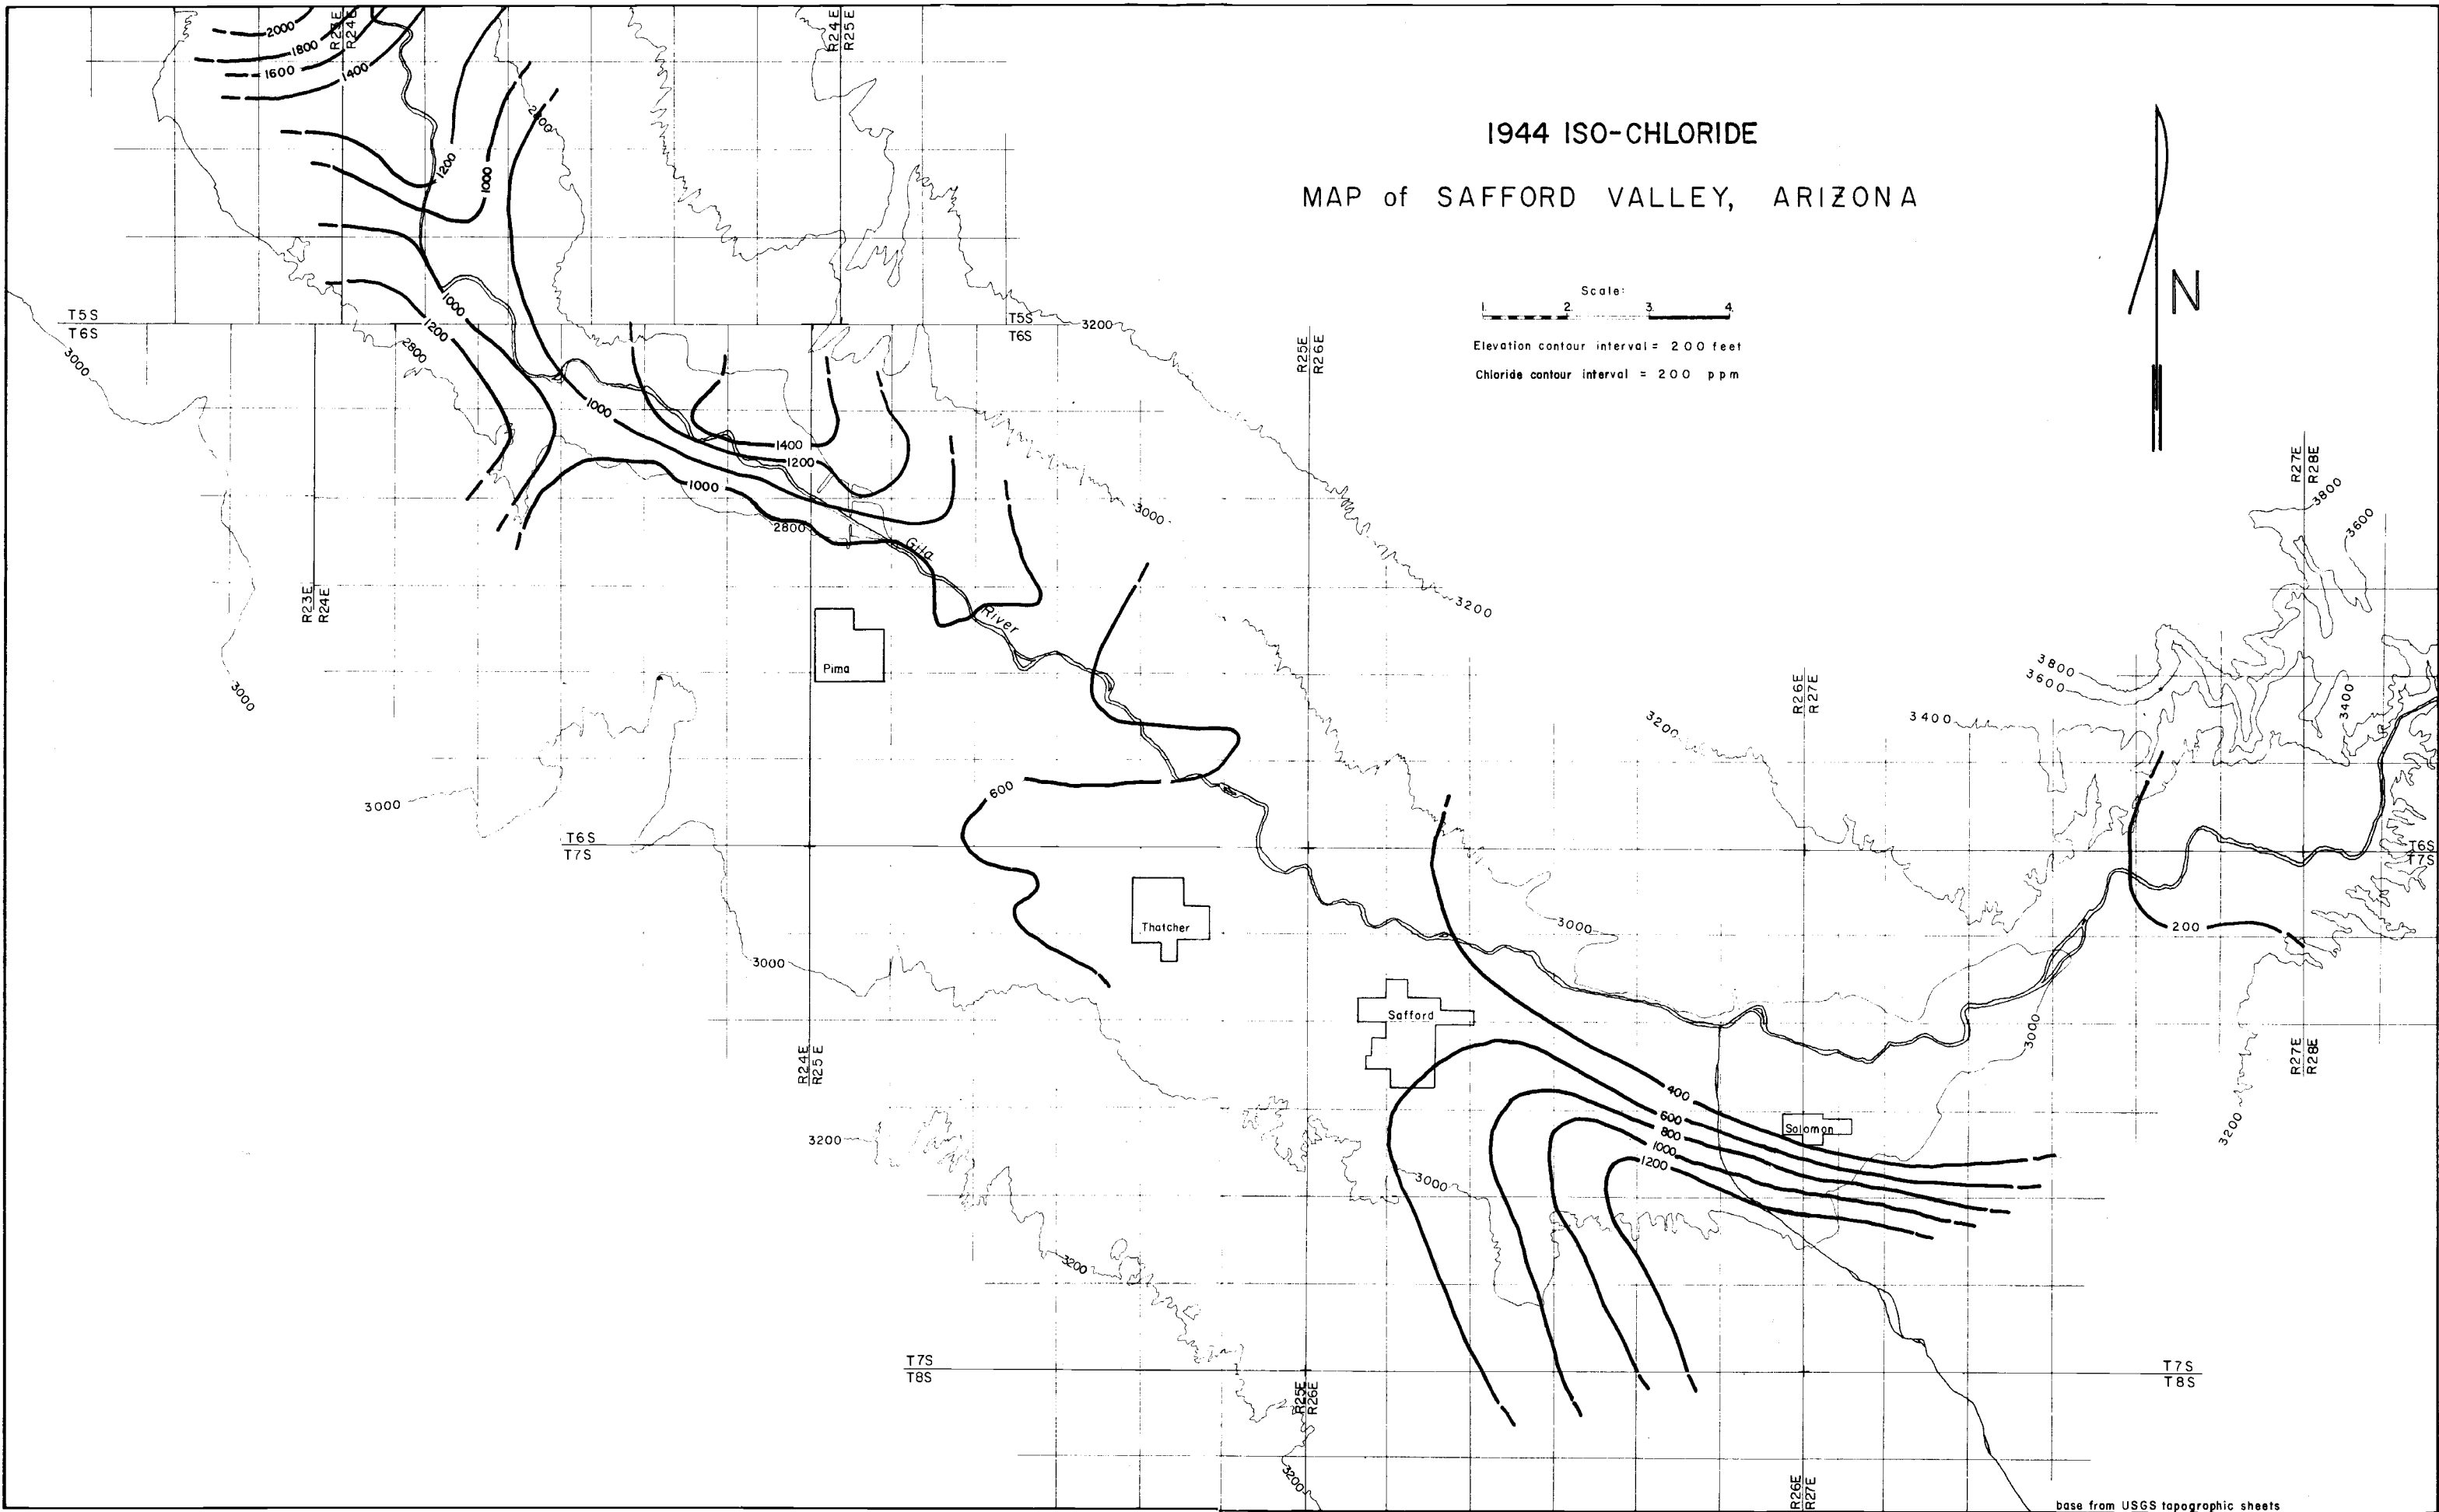 1944 ISO-CHLORIDE
MAP of SAFFORD VALLEY, ARIZONA
N
Scale:
1. 2. 3. 4.
Elevation contour interval = 200 feet
Chloride contour interval = 200 ppm
2000
1800
1600
1400
R23E
R24E
R24E
R25E
2800
1200
1000
1000
1200
T5S
T6S
T5S
T6S
3200
3000
2800
R25E
R26E
1000
1400
1200
1000
2800
3000
Gila
River
R23E
R24E
3200
R27E
R28E
3800
3600
Pima
3000
3800
3600
3400
3400
3200
R26E
R27E
600
3000
T6S
T7S
T6S
T7S
Thatcher
3000
3000
200
Safford
3000
R24E
R25E
R27E
R28E
3200
400
600
800
1000
1200
Solomon
3200
3000
3200
T7S
T8S
T7S
T8S
R25E
R26E
3200
R26E
R27E
base from USGS topographic sheets